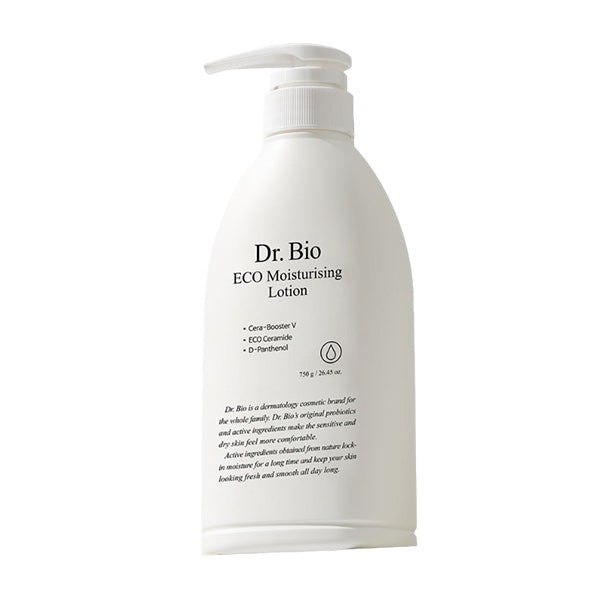 Dr. Bio
ECO Moisturising
Lotion
• Cera-Booster V
• ECO Ceramide
• D-Panthenol
750 g / 26.45 oz.
Dr. Bio is a dermatology cosmetic brand for
the whole family. Dr. Bio's original probiotics
and active ingredients make the sensitive and
dry skin feel more comfortable.
Active ingredients obtained from nature lock-
in moisture for a long time and keep your skin
looking fresh and smooth all day long.